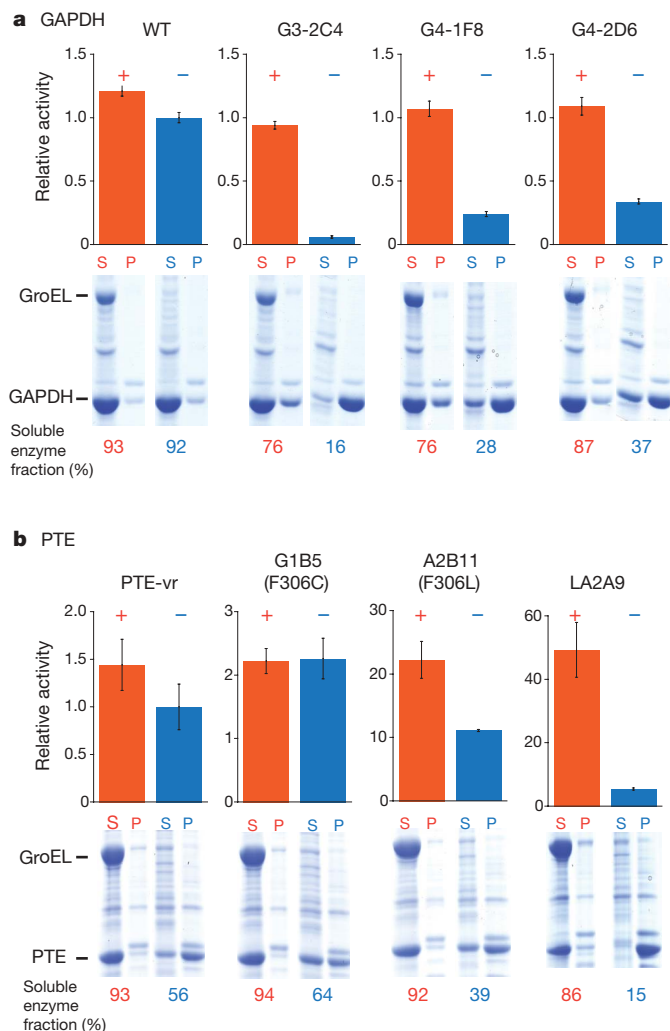 a GAPDH
WT G3-2C4 G4-1F8 G4-2D6
Relative activity
1.5 1.0 0.5 0
+ −
1.5 1.0 0.5 0
+ −
1.5 1.0 0.5 0
+ −
1.5 1.0 0.5 0
+ −
S P S P S P S P S P S P S P S P
GroEL
GAPDH
Soluble
enzyme
fraction (%)
93 92 76 16 76 28 87 37
b PTE
PTE-vr
G1B5
(F306C)
A2B11
(F306L)
LA2A9
Relative activity
2.0 1.5 1.0 0.5 0
+ −
3 2 1 0
+ −
30 20 10 0
+ −
60 40 20 0
+ −
S P S P S P S P S P S P S P S P
GroEL
PTE
Soluble
enzyme
fraction (%)
93 56 94 64 92 39 86 15